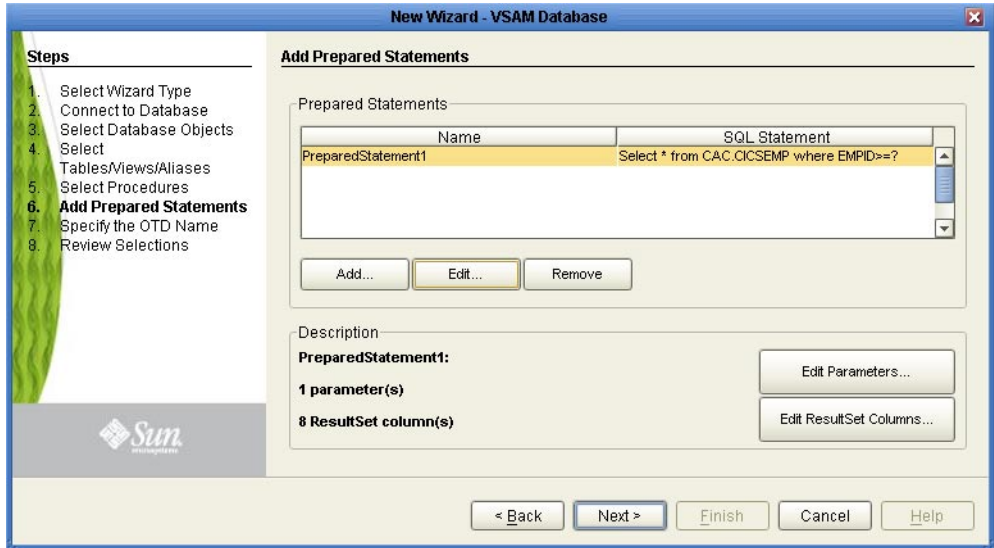 New Wizard - VSAM Database
Steps
1. Select Wizard Type
2. Connect to Database
3. Select Database Objects
4. Select
Tables/Views/Aliases
5. Select Procedures
6. Add Prepared Statements
7. Specify the OTD Name
8. Review Selections
Sun
microsystems
Add Prepared Statements
Prepared Statements
Name SQL Statement
PreparedStatement1 Select * from CAC.CICSEMP where EMPID>=?
Add... Edit... Remove
Description
PreparedStatement1:
1 parameter(s)
8 ResultSet column(s)
Edit Parameters...
Edit ResultSet Columns...
< Back Next > Finish Cancel Help